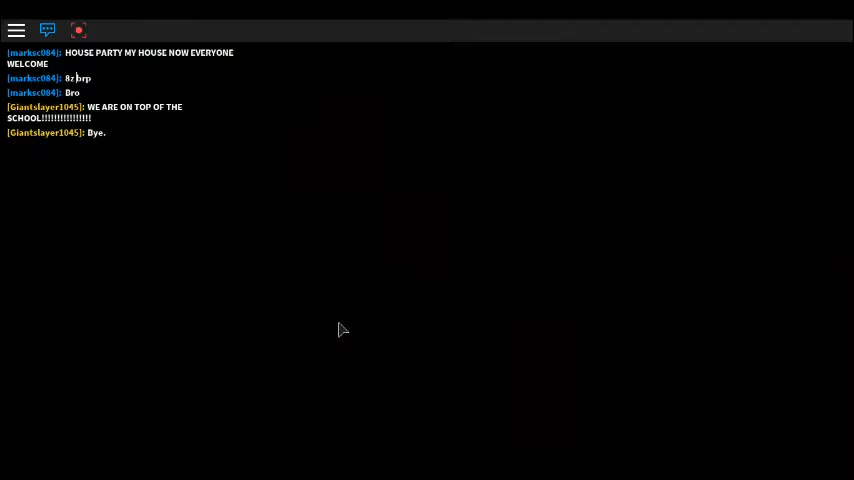 [marksc084]: HOUSE PARTY MY HOUSE NOW EVERYONE
WELCOME
[marksc084]: 8z brp
[marksc084]: Bro
[Giantslayer1045]: WE ARE ON TOP OF THE
SCHOOL!!!!!!!!!!!!!!!!
[Giantslayer1045]: Bye.